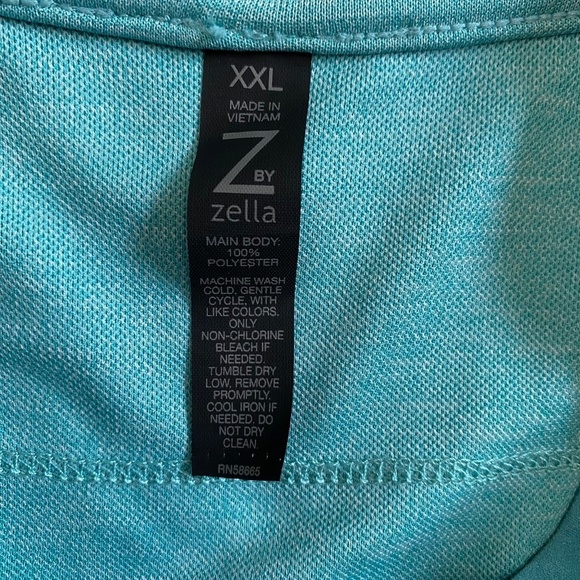 XXL
MADE IN
VIETNAM
Z BY
zella
MAIN BODY:
100%
POLYESTER
MACHINE WASH
COLD, GENTLE
CYCLE, WITH
LIKE COLORS.
ONLY
NON-CHLORINE
BLEACH IF
NEEDED.
TUMBLE DRY
LOW, REMOVE
PROMPTLY.
COOL IRON IF
NEEDED. DO
NOT DRY
CLEAN.
RN58665